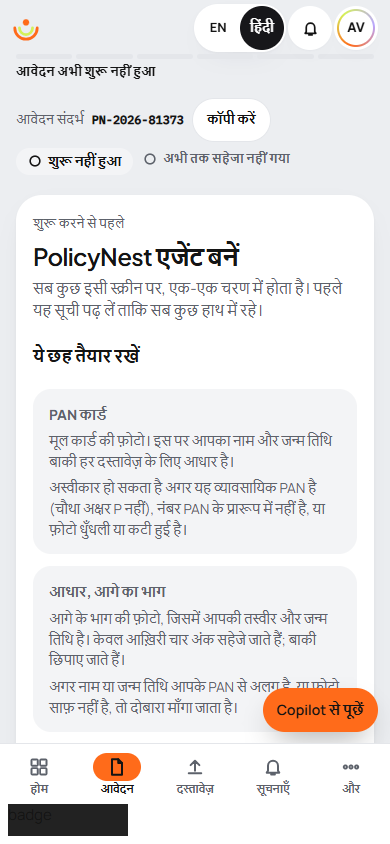 EN
हिंदी
AV
आवेदन अभी शुरू नहीं हुआ
आवेदन संदर्भ PN-2026-81373
कॉपी करें
शुरू नहीं हुआ
अभी तक सहेजा नहीं गया
शुरू करने से पहले
PolicyNest एजेंट बनें
सब कुछ इसी स्क्रीन पर, एक-एक चरण में होता है। पहले
यह सूची पढ़ लें ताकि सब कुछ हाथ में रहे।
ये छह तैयार रखें
PAN कार्ड
मूल कार्ड की फ़ोटो। इस पर आपका नाम और जन्म तिथि
बाकी हर दस्तावेज़ के लिए आधार है।
अस्वीकार हो सकता है अगर यह व्यावसायिक PAN है
(चौथा अक्षर P नहीं), नंबर PAN के प्रारूप में नहीं है, या
फ़ोटो धुँधली या कटी हुई है।
आधार, आगे का भाग
आगे के भाग की फ़ोटो, जिसमें आपकी तस्वीर और जन्म
तिथि है। केवल आख़िरी चार अंक सहेजे जाते हैं; बाकी
छिपाए जाते हैं।
अगर नाम या जन्म तिथि आपके PAN से अलग है, या फ़ोटो
साफ़ नहीं है, तो दोबारा माँगा जाता है।
Copilot से पूछें
होम
आवेदन
दस्तावेज़
सूचनाएँ
और
badge